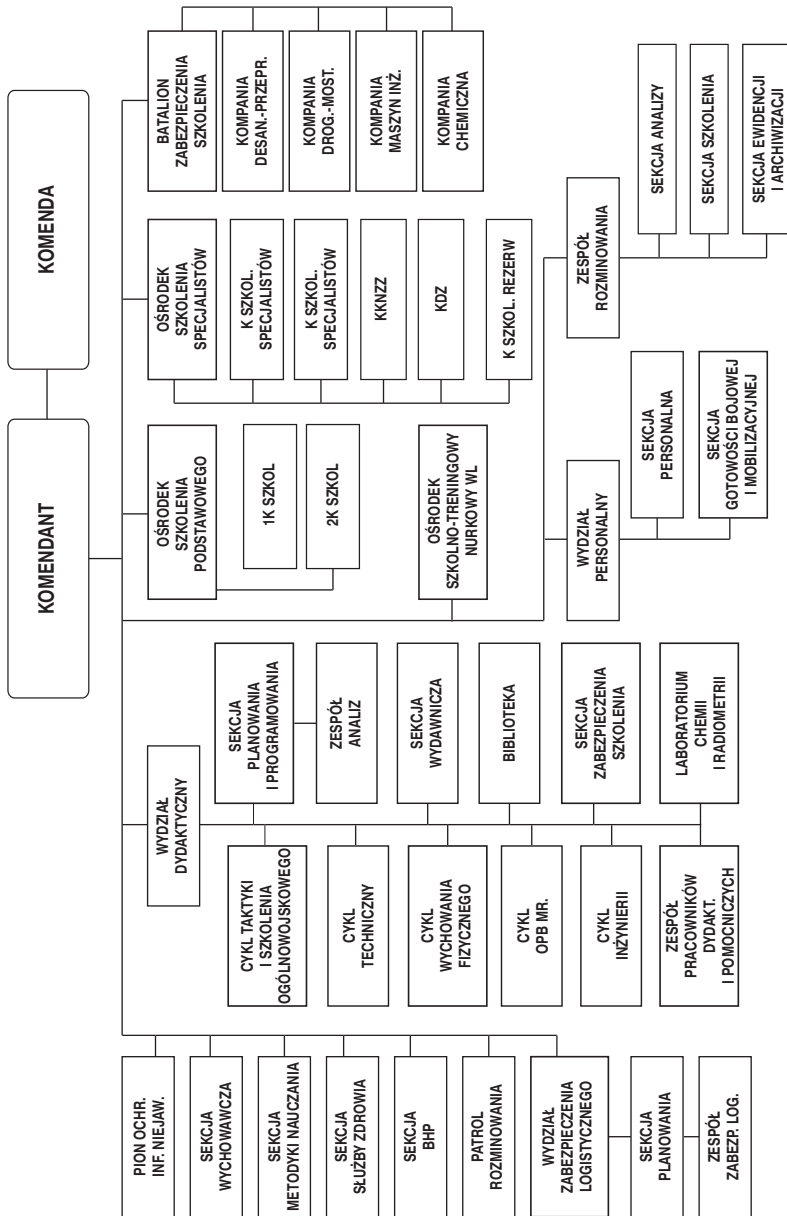 KOMENDANT
KOMENDA
PION OCHR.
INF. NIEJAW.
SEKCJA
WYCHOWAWCZA
SEKCJA
METODYKI NAUCZANIA
SEKCJA
SŁUŻBY ZDROWIA
SEKCJA
BHP
PATROL
ROZMINOWANIA
WYDZIAŁ
ZABEZPIECZENIA
LOGISTYCZNEGO
SEKCJA
PLANOWANIA
ZESPÓŁ
ZABEZP. LOG.
WYDZIAŁ
DYDAKTYCZNY
CYKL TAKTYKI
I SZKOLENIA
OGÓLNOWOJSKOWEGO
CYKL
TECHNICZNY
CYKL
WYCHOWANIA
FIZYCZNEGO
CYKL
OPB MR.
CYKL
INŻYNIERII
ZESPÓŁ
PRACOWNIKÓW
DYDAKT.
I POMOCNICZYCH
SEKCJA
PLANOWANIA
I PROGRAMOWANIA
ZESPÓŁ
ANALIZ
SEKCJA
WYDAWNICZA
BIBLIOTEKA
SEKCJA
ZABEZPIECZENIA
SZKOLENIA
LABORATORIUM
CHEMII
I RADIOMETRII
OŚRODEK
SZKOLENIA
PODSTAWOWEGO
1K SZKOL
2K SZKOL
OŚRODEK
SZKOLNO-TRENINGOWY
NURKOWY WL
OŚRODEK
SZKOLENIA
SPECJALISTÓW
K SZKOL.
SPECJALISTÓW
K SZKOL.
SPECJALISTÓW
KKNZZ
KDZ
K SZKOL. REZERW
BATALION
ZABEZPIECZENIA
SZKOLENIA
KOMPANIA
DESAN.-PRZEPR.
KOMPANIA
DROG.-MOST.
KOMPANIA
MASZYN INŻ.
KOMPANIA
CHEMICZNA
WYDZIAŁ
PERSONALNY
SEKCJA
PERSONALNA
SEKCJA
GOTOWOŚCI BOJOWEJ
I MOBILIZACYJNEJ
ZESPÓŁ
ROZMINOWANIA
SEKCJA ANALIZY
SEKCJA SZKOLENIA
SEKCJA EWIDENCJI
I ARCHIWIZACJI